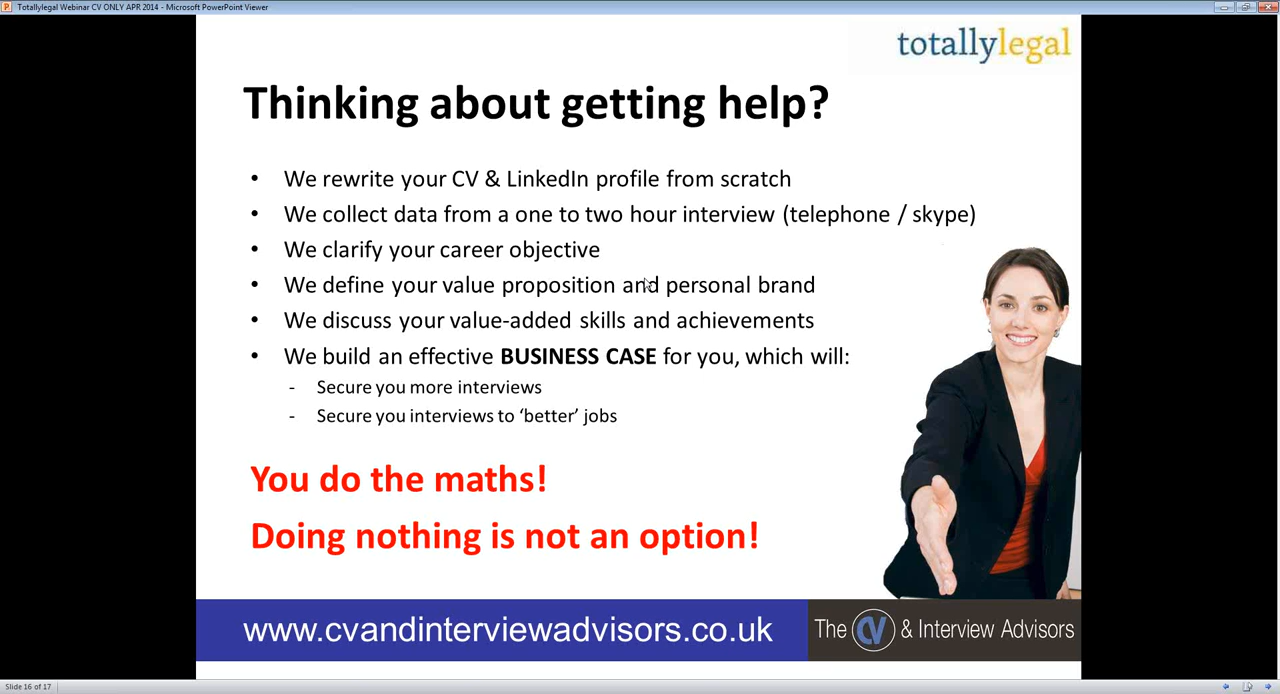 Totallylegal Webinar CV ONLY APR 2014 - Microsoft PowerPoint Viewer
totallylegal
Thinking about getting help?
• We rewrite your CV & LinkedIn profile from scratch
• We collect data from a one to two hour interview (telephone / skype)
• We clarify your career objective
• We define your value proposition and personal brand
• We discuss your value-added skills and achievements
• We build an effective BUSINESS CASE for you, which will:
- Secure you more interviews
- Secure you interviews to ‘better’ jobs
You do the maths!
Doing nothing is not an option!
www.cvandinterviewadvisors.co.uk
The CV & Interview Advisors
Slide 16 of 17